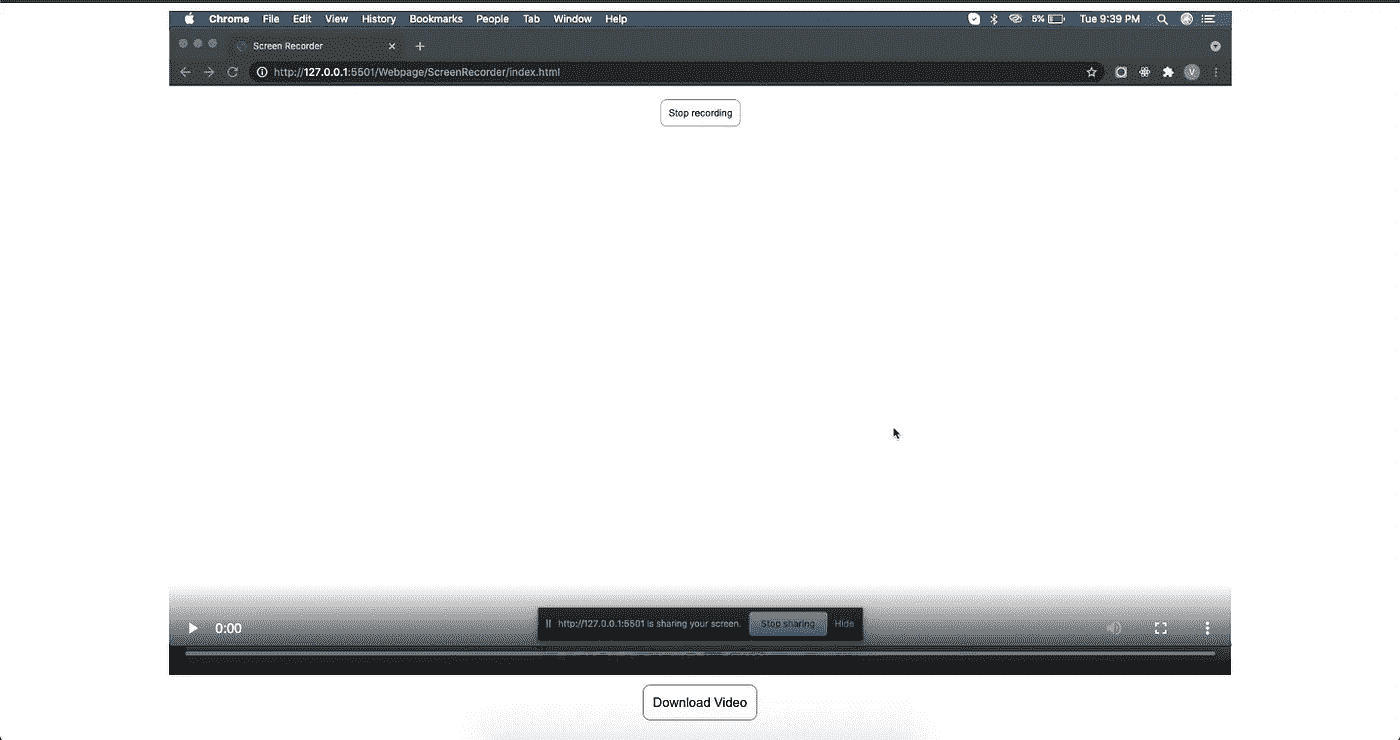 Chrome File Edit View History Bookmarks People Tab Window Help 5% Tue 9:39 PM
Screen Recorder
http://127.0.0.1:5501/Webpage/ScreenRecorder/index.html V
Stop recording
http://127.0.0.1:5501 is sharing your screen. Stop sharing Hide
0:00
Download Video